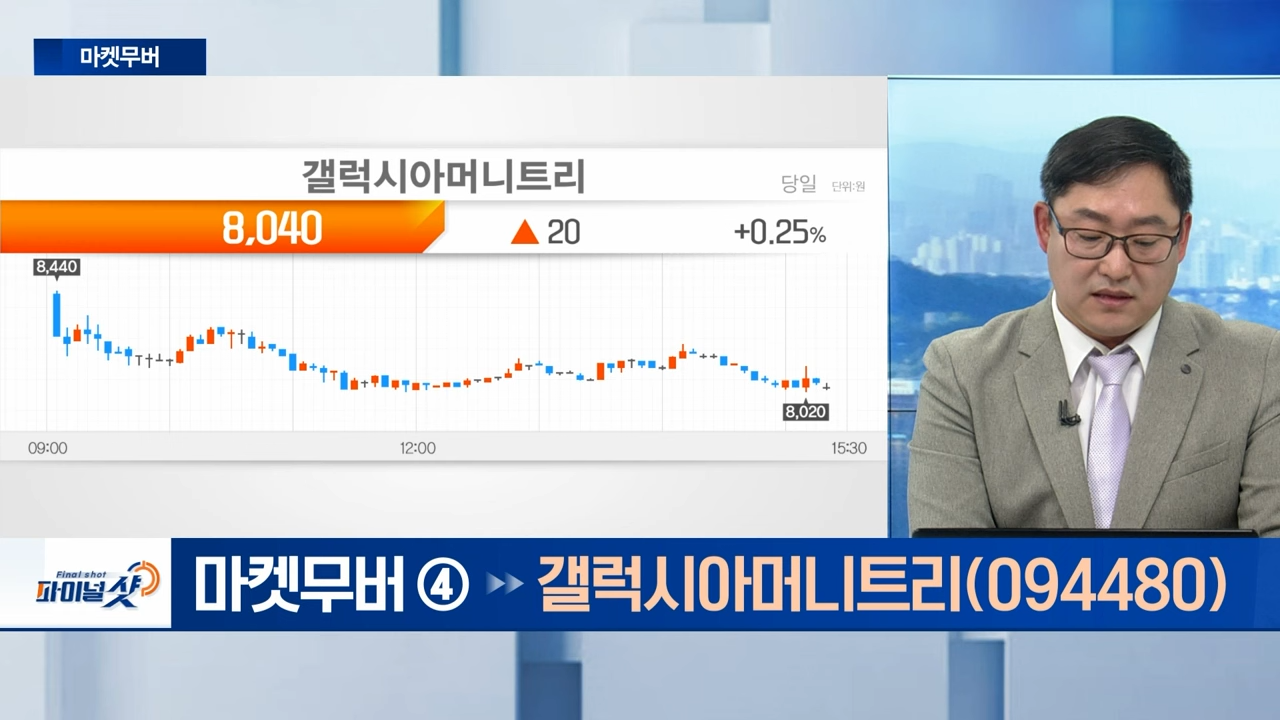 마켓무버
갤럭시아머니트리
당일 단위:원
8,040 ▲ 20 +0.25%
8,440
8,020
09:00 12:00 15:30
Final shot
파이널샷
마켓무버 ④ 갤럭시아머니트리(094480)